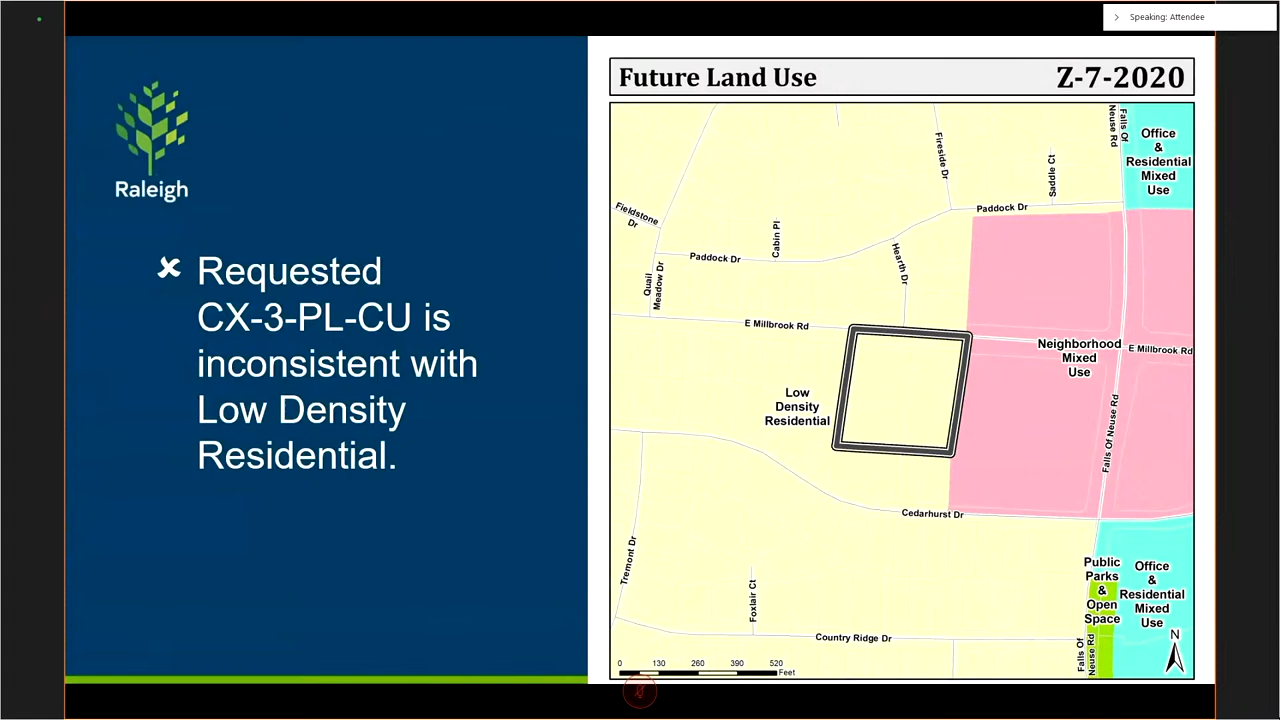 Speaking: Attendee
Raleigh
Requested
CX-3-PL-CU is
inconsistent with
Low Density
Residential.
Future Land Use
Z-7-2020
Falls Of
Neuse Rd
Office
&
Residential
Mixed
Use
Fireside Dr
Saddle Ct
Paddock Dr
Fieldstone
Dr
Cabin Pl
Paddock Dr
Hearth Dr
Quail
Meadow Dr
E Millbrook Rd
Neighborhood
Mixed
Use
E Millbrook Rd
Low
Density
Residential
Falls Of Neuse Rd
Cedarhurst Dr
Tremont Dr
Foxlair Ct
Public
Parks
&
Open
Space
Office
&
Residential
Mixed
Use
Country Ridge Dr
Falls Of
Neuse Rd
N
0 130 260 390 520
Feet